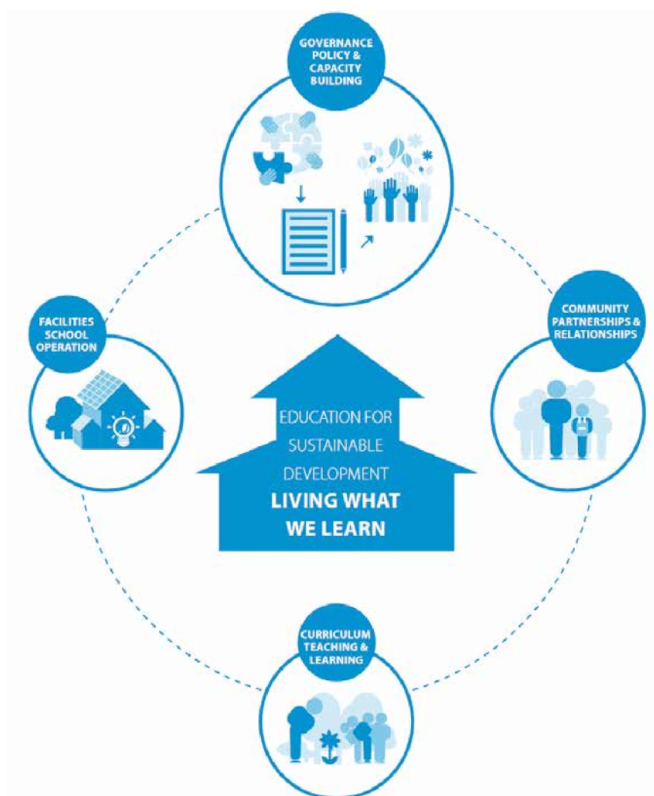 GOVERNANCE
POLICY &
CAPACITY
BUILDING
FACILITIES
SCHOOL
OPERATION
COMMUNITY
PARTNERSHIPS &
RELATIONSHIPS
EDUCATION FOR
SUSTAINABLE
DEVELOPMENT
LIVING WHAT
WE LEARN
CURRICULUM
TEACHING &
LEARNING